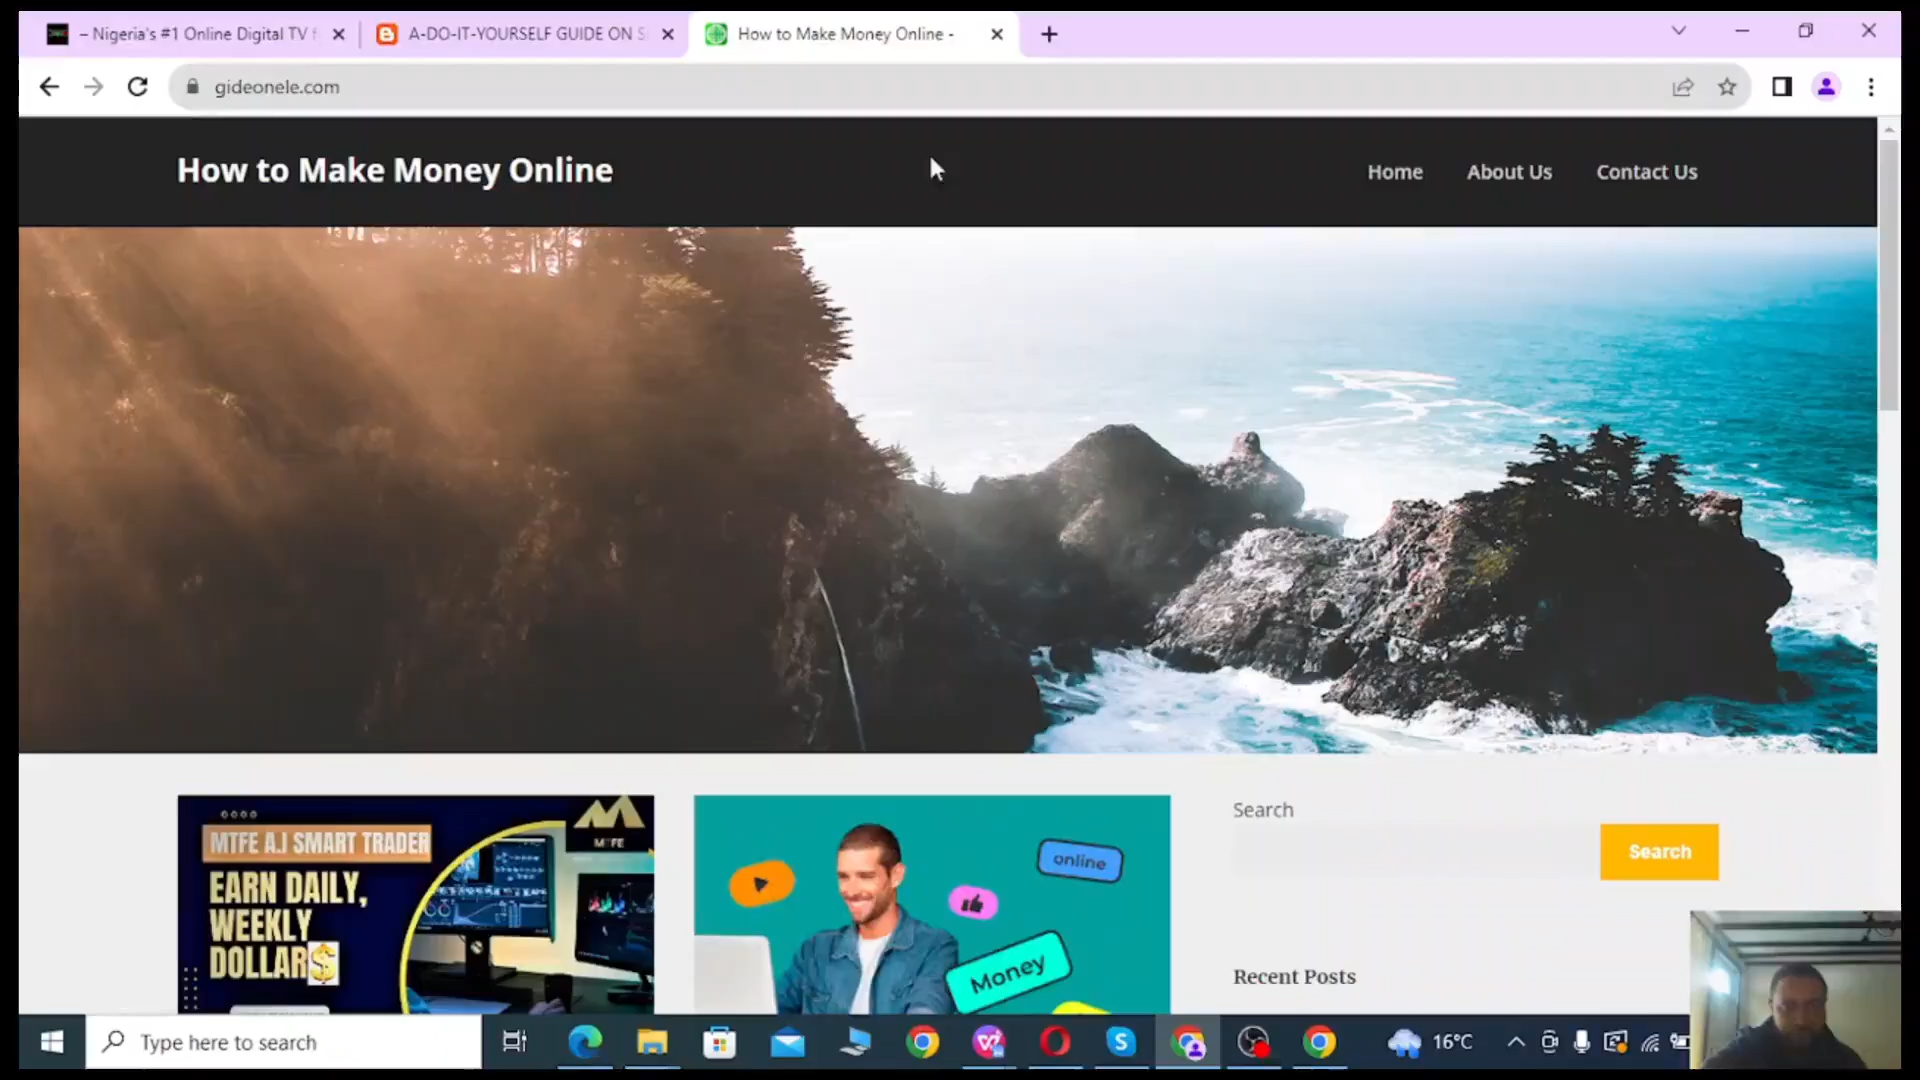 – Nigeria's #1 Online Digital TV f
A-DO-IT-YOURSELF GUIDE ON S
How to Make Money Online -
gideonele.com
How to Make Money Online
Home
About Us
Contact Us
MTFE A.I SMART TRADER
EARN DAILY,
WEEKLY
DOLLAR$
MTFE
online
Money
Search
Search
Recent Posts
Type here to search
16°C